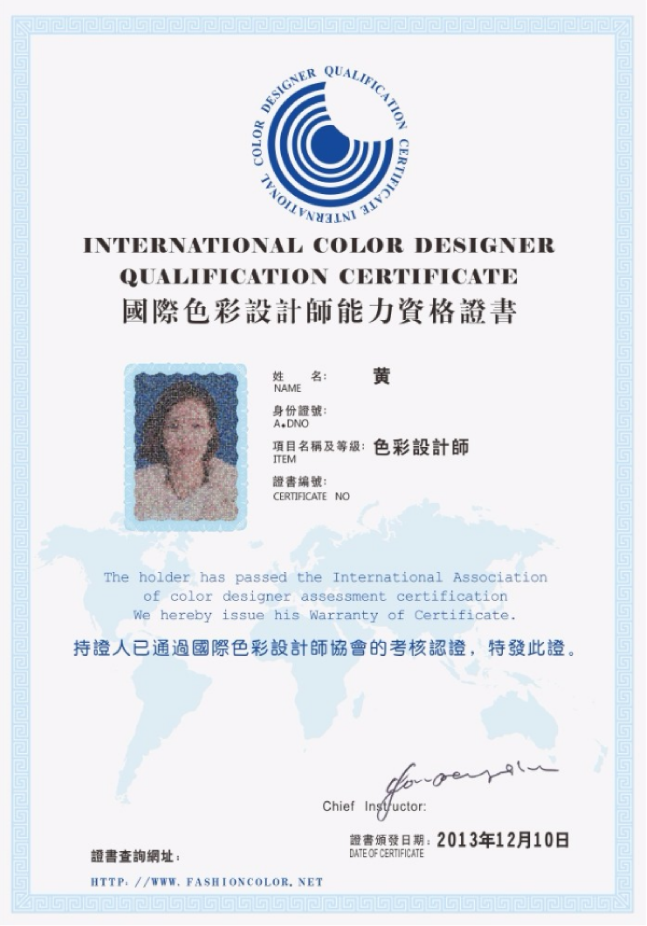 INTERNATIONAL COLOR DESIGNER QUALIFICATION CERTIFICATE
INTERNATIONAL COLOR DESIGNER
QUALIFICATION CERTIFICATE
國際色彩設計師能力資格證書
姓 名: 黄
NAME
身份證號:
A.DNO
項目名稱及等級: 色彩設計師
ITEM
證書編號:
CERTIFICATE NO
The holder has passed the International Association
of color designer assessment certification
We hereby issue his Warranty of Certificate.
持證人已通過國際色彩設計師協會的考核認證，特發此證。
Chief Instructor:
證書頒發日期: 2013年12月10日
DATE OF CERTIFICATE
證書查詢網址:
HTTP://WWW.FASHIONCOLOR.NET